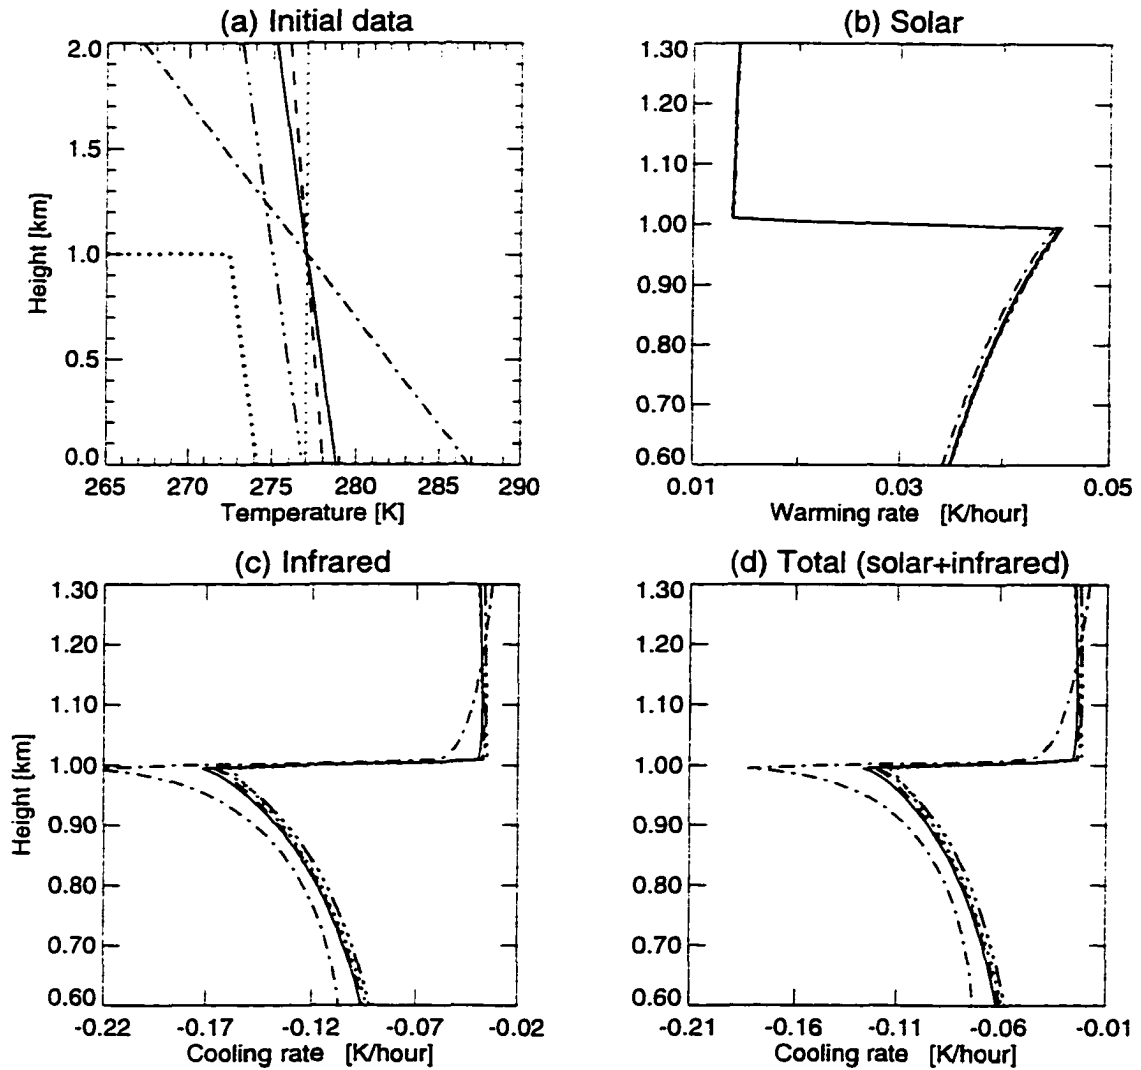 (a) Initial data
2.0
1.5
1.0
0.5
0.0
Height [km]
265 270 275 280 285 290
Temperature [K]
(b) Solar
1.30
1.20
1.10
1.00
0.90
0.80
0.70
0.60
0.01 0.03 0.05
Warming rate [K/hour]
(c) Infrared
1.30
1.20
1.10
1.00
0.90
0.80
0.70
0.60
Height [km]
-0.22 -0.17 -0.12 -0.07 -0.02
Cooling rate [K/hour]
(d) Total (solar+infrared)
1.30
1.20
1.10
1.00
0.90
0.80
0.70
0.60
-0.21 -0.16 -0.11 -0.06 -0.01
Cooling rate [K/hour]